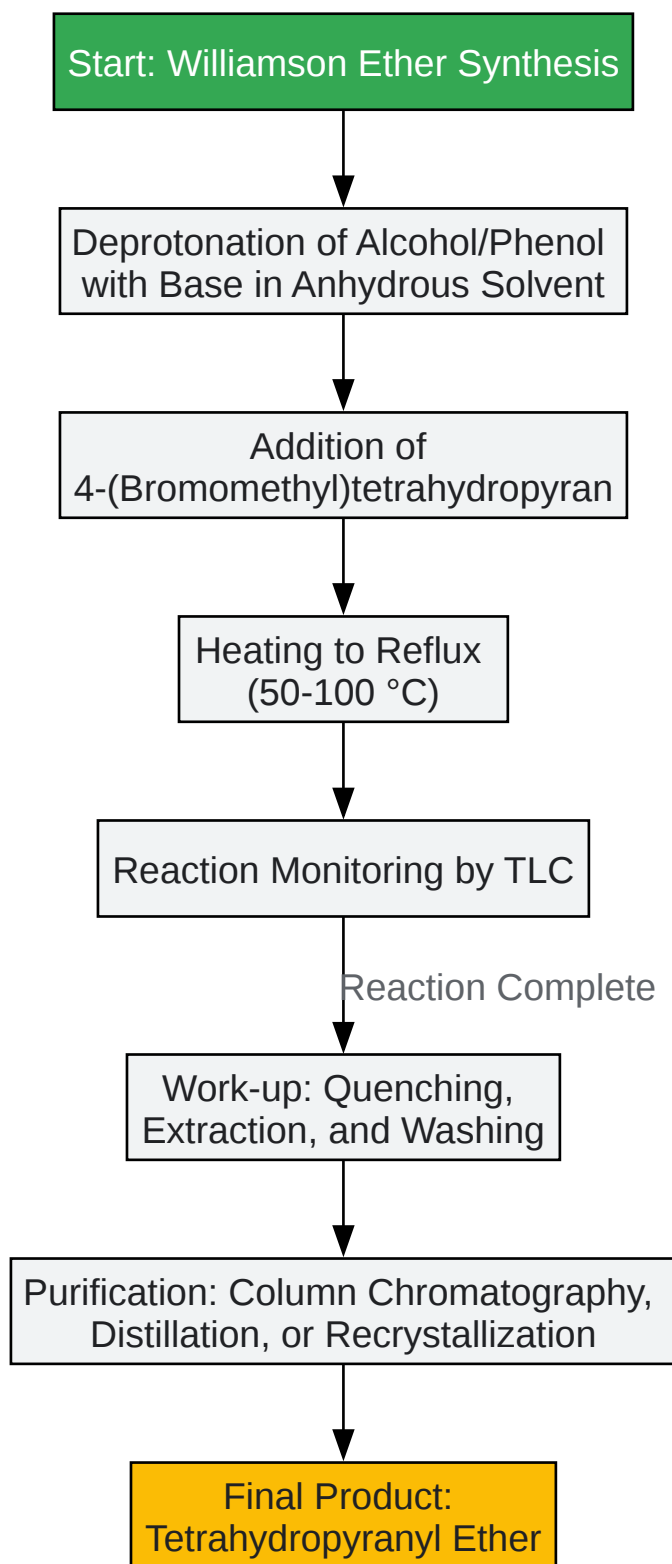 Start: Williamson Ether Synthesis
Deprotonation of Alcohol/Phenol
with Base in Anhydrous Solvent
Addition of
4-(Bromomethyl)tetrahydropyran
Heating to Reflux
(50-100 °C)
Reaction Monitoring by TLC
Reaction Complete
Work-up: Quenching,
Extraction, and Washing
Purification: Column Chromatography,
Distillation, or Recrystallization
Final Product:
Tetrahydropyranyl Ether